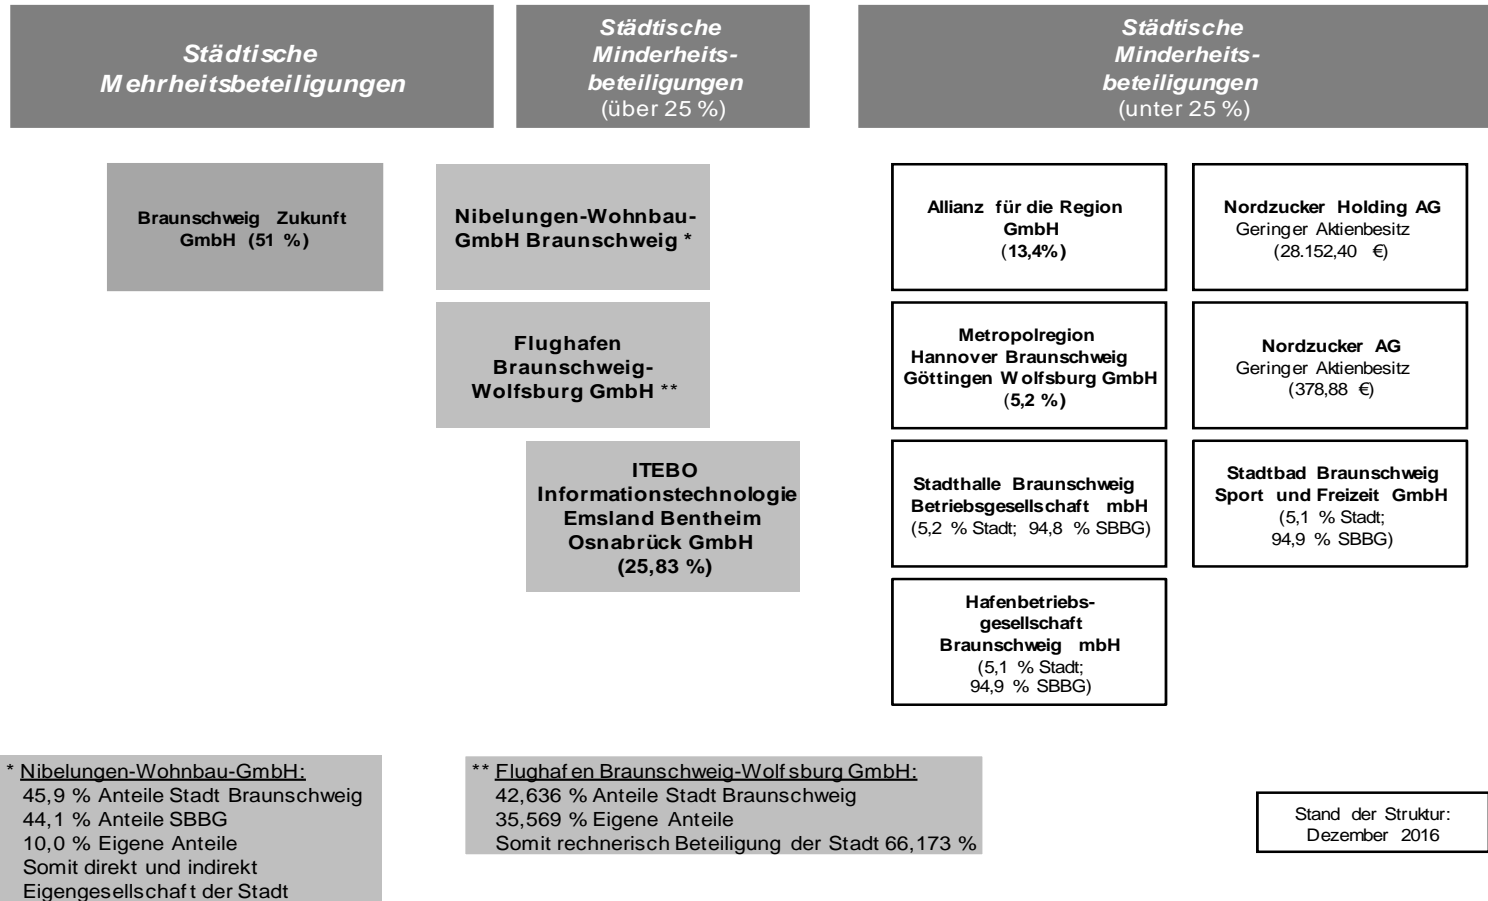 Städtische
Mehrheitsbeteiligungen
Städtische
Minderheits-
beteiligungen
(über 25 %)
Städtische
Minderheits-
beteiligungen
(unter 25 %)
Braunschweig Zukunft
GmbH (51 %)
Nibelungen-Wohnbau-
GmbH Braunschweig *
Flughafen
Braunschweig-
Wolfsburg GmbH **
ITEBO
Informationstechnologie
Emsland Bentheim
Osnabrück GmbH
(25,83 %)
Allianz für die Region
GmbH
(13,4%)
Nordzucker Holding AG
Geringer Aktienbesitz
(28.152,40 €)
Metropolregion
Hannover Braunschweig
Göttingen Wolfsburg GmbH
(5,2 %)
Nordzucker AG
Geringer Aktienbesitz
(378,88 €)
Stadthalle Braunschweig
Betriebsgesellschaft mbH
(5,2 % Stadt; 94,8 % SBBG)
Stadtbad Braunschweig
Sport und Freizeit GmbH
(5,1 % Stadt;
94,9 % SBBG)
Hafenbetriebs-
gesellschaft
Braunschweig mbH
(5,1 % Stadt;
94,9 % SBBG)
* Nibelungen-Wohnbau-GmbH:
45,9 % Anteile Stadt Braunschweig
44,1 % Anteile SBBG
10,0 % Eigene Anteile
Somit direkt und indirekt
Eigengesellschaft der Stadt
** Flughafen Braunschweig-Wolfsburg GmbH:
42,636 % Anteile Stadt Braunschweig
35,569 % Eigene Anteile
Somit rechnerisch Beteiligung der Stadt 66,173 %
Stand der Struktur:
Dezember 2016